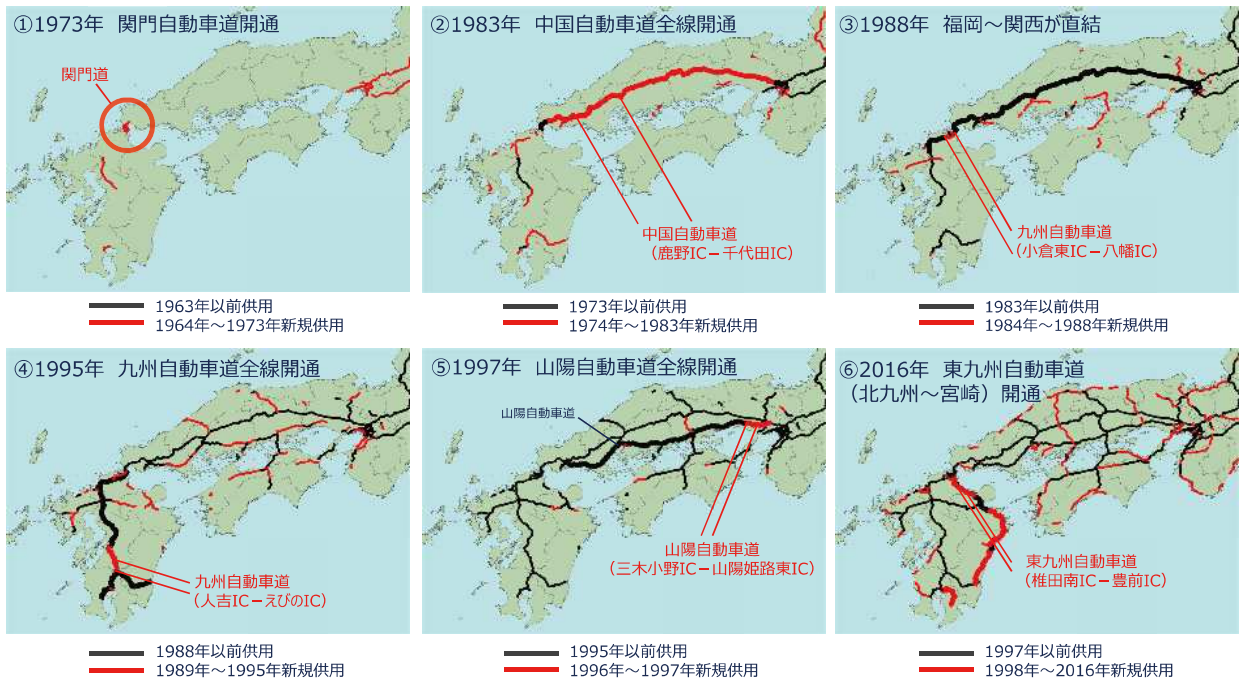 ①1973年 関門自動車道開通
関門道
1963年以前供用
1964年～1973年新規供用
②1983年 中国自動車道全線開通
中国自動車道
（鹿野IC－千代田IC）
1973年以前供用
1974年～1983年新規供用
③1988年 福岡～関西が直結
九州自動車道
（小倉東IC－八幡IC）
1983年以前供用
1984年～1988年新規供用
④1995年 九州自動車道全線開通
九州自動車道
（人吉IC－えびのIC）
1988年以前供用
1989年～1995年新規供用
⑤1997年 山陽自動車道全線開通
山陽自動車道
山陽自動車道
（三木小野IC－山陽姫路東IC）
1995年以前供用
1996年～1997年新規供用
⑥2016年 東九州自動車道
（北九州～宮崎）開通
東九州自動車道
（椎田南IC－豊前IC）
1997年以前供用
1998年～2016年新規供用